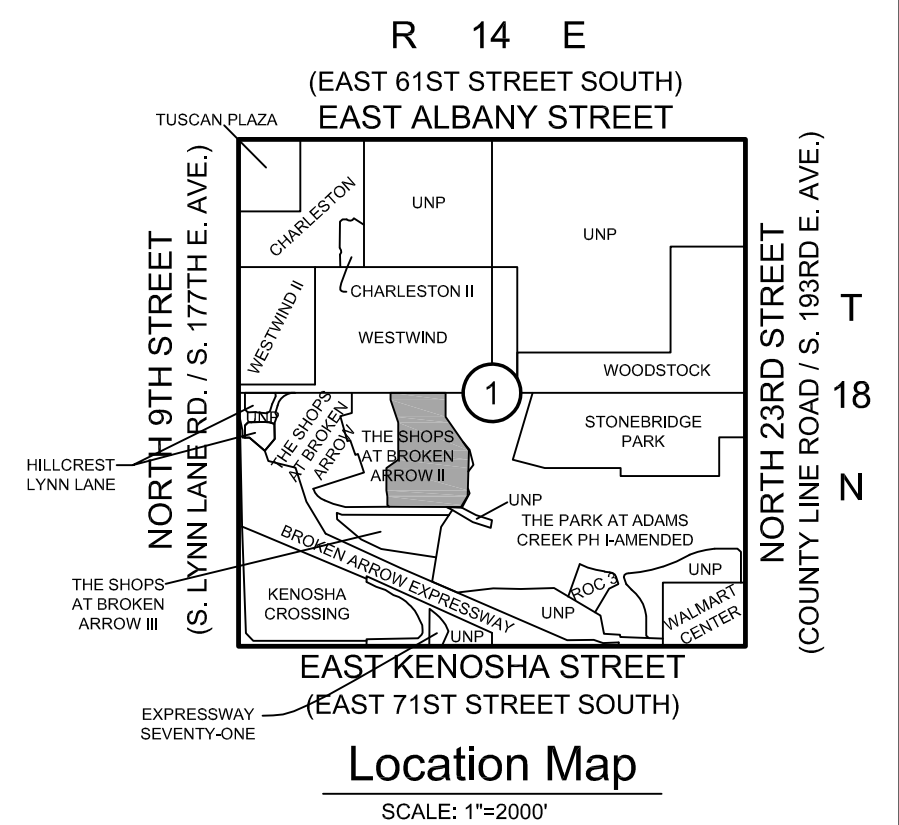 R 14 E
(EAST 61ST STREET SOUTH)
EAST ALBANY STREET
TUSCAN PLAZA
NORTH 9TH STREET
(S. LYNN LANE RD. / S. 177TH E. AVE.)
CHARLESTON
UNP
UNP
CHARLESTON II
WESTWIND II
WESTWIND
WOODSTOCK
NORTH 23RD STREET
(COUNTY LINE ROAD / S. 193RD E. AVE.)
T
18
N
1
UNP
THE SHOPS
AT BROKEN
ARROW
THE SHOPS
AT BROKEN
ARROW II
STONEBRIDGE
PARK
HILLCREST
LYNN LANE
UNP
THE PARK AT ADAMS
CREEK PH I-AMENDED
BROKEN ARROW EXPRESSWAY
THE SHOPS
AT BROKEN
ARROW III
KENOSHA
CROSSING
ROC 3
UNP
UNP
WALMART
CENTER
UNP
EAST KENOSHA STREET
(EAST 71ST STREET SOUTH)
EXPRESSWAY
SEVENTY-ONE
Location Map
SCALE: 1"=2000'